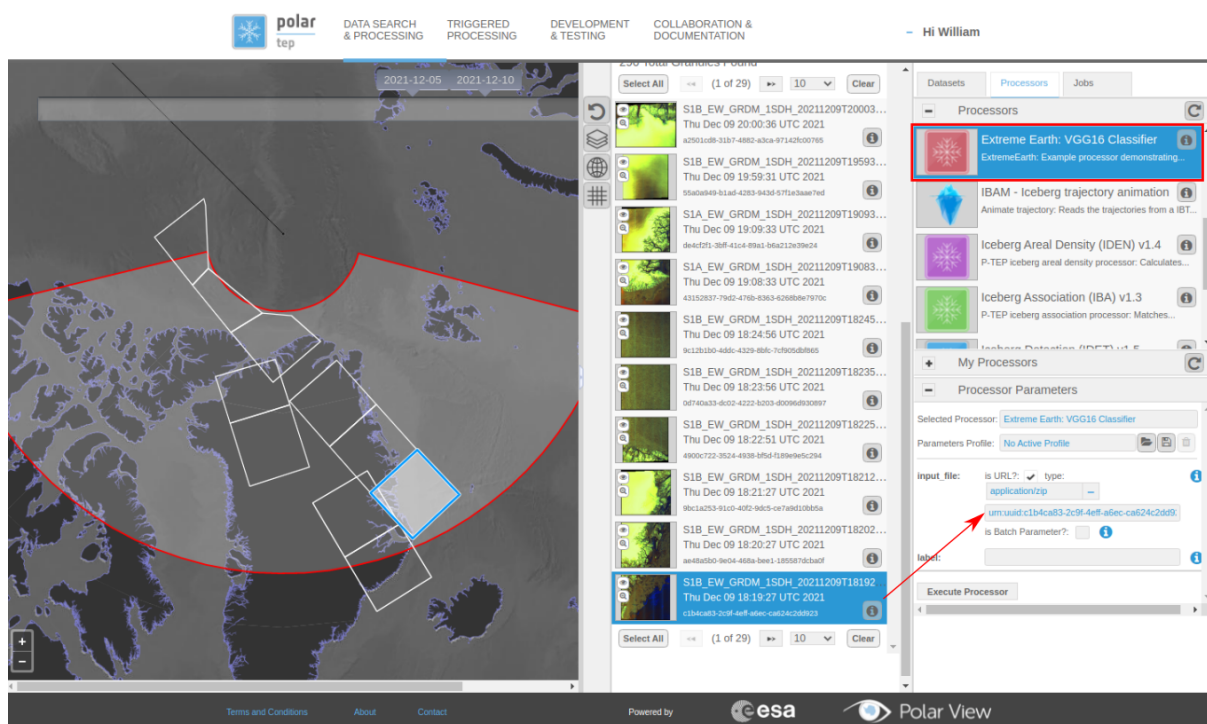 polar
tep
DATA SEARCH
& PROCESSING
TRIGGERED
PROCESSING
DEVELOPMENT
& TESTING
COLLABORATION &
DOCUMENTATION
Hi William
2021-12-05 2021-12-10
290 Total Granules Found
Select All (1 of 29) 10 Clear
S1B_EW_GRDM_1SDH_20211209T20003...
Thu Dec 09 20:00:36 UTC 2021
a2501cd8-31b7-4882-a3ca-97142fc00765
S1B_EW_GRDM_1SDH_20211209T19593...
Thu Dec 09 19:59:31 UTC 2021
55a0a949-b1ad-4283-943d-57f1e3aae7ed
S1A_EW_GRDM_1SDH_20211209T19093...
Thu Dec 09 19:09:33 UTC 2021
de4cf2f1-3bff-41c4-89a1-b6a212e39e24
S1A_EW_GRDM_1SDH_20211209T19083...
Thu Dec 09 19:08:33 UTC 2021
43152837-79d2-476b-8363-6268b8e7970c
S1B_EW_GRDM_1SDH_20211209T18245...
Thu Dec 09 18:24:56 UTC 2021
9c12b1b0-4ddc-4329-8bfc-7cf905dbf865
S1B_EW_GRDM_1SDH_20211209T18235...
Thu Dec 09 18:23:56 UTC 2021
0d740a33-dc02-4222-b203-d0096d930897
S1B_EW_GRDM_1SDH_20211209T18225...
Thu Dec 09 18:22:51 UTC 2021
4900c722-3524-4938-bf5d-f189e9e5c294
S1B_EW_GRDM_1SDH_20211209T18212...
Thu Dec 09 18:21:27 UTC 2021
9bc1a253-91c0-40f2-9dc5-ce7a9d10bb5a
S1B_EW_GRDM_1SDH_20211209T18202...
Thu Dec 09 18:20:27 UTC 2021
ae48a5b0-9e04-468a-bee1-185587dcba0f
S1B_EW_GRDM_1SDH_20211209T18192
Thu Dec 09 18:19:27 UTC 2021
c1b4ca83-2c9f-4eff-a6ec-ca624c2dd923
Select All (1 of 29) 10 Clear
Datasets Processors Jobs
Processors
Extreme Earth: VGG16 Classifier
ExtremeEarth: Example processor demonstrating...
IBAM - Iceberg trajectory animation
Animate trajectory: Reads the trajectories from a IBT...
Iceberg Areal Density (IDEN) v1.4
P-TEP iceberg areal density processor: Calculates...
Iceberg Association (IBA) v1.3
P-TEP iceberg association processor: Matches...
Iceberg Detection (IDET) v1.5
My Processors
Processor Parameters
Selected Processor: Extreme Earth: VGG16 Classifier
Parameters Profile: No Active Profile
input_file: is URL?: type:
application/zip
urn:uuid:c1b4ca83-2c9f-4eff-a6ec-ca624c2dd92
is Batch Parameter?:
label:
Execute Processor
Terms and Conditions About Contact
Powered by
esa
Polar View